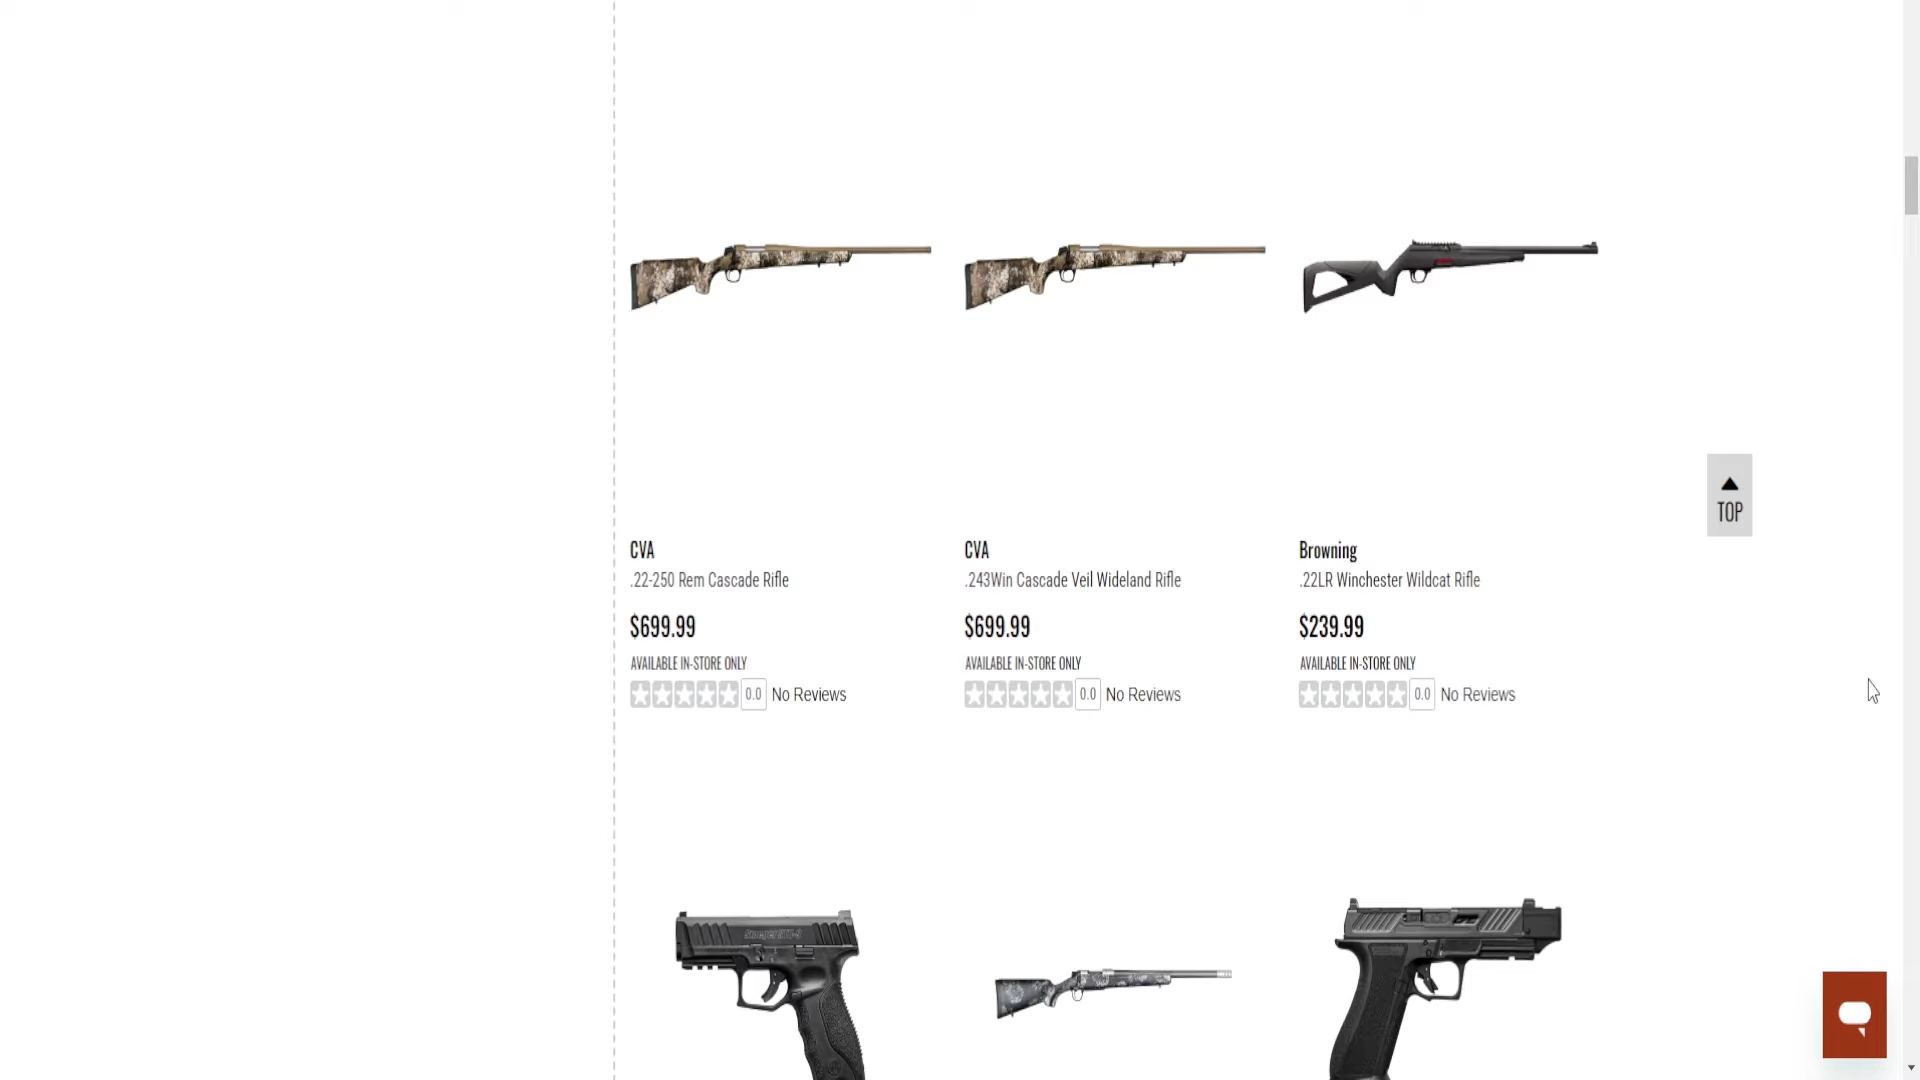 CVA
.22-250 Rem Cascade Rifle
$699.99
AVAILABLE IN-STORE ONLY
0.0 No Reviews
CVA
.243Win Cascade Veil Wideland Rifle
$699.99
AVAILABLE IN-STORE ONLY
0.0 No Reviews
Browning
.22LR Winchester Wildcat Rifle
$239.99
AVAILABLE IN-STORE ONLY
0.0 No Reviews
TOP